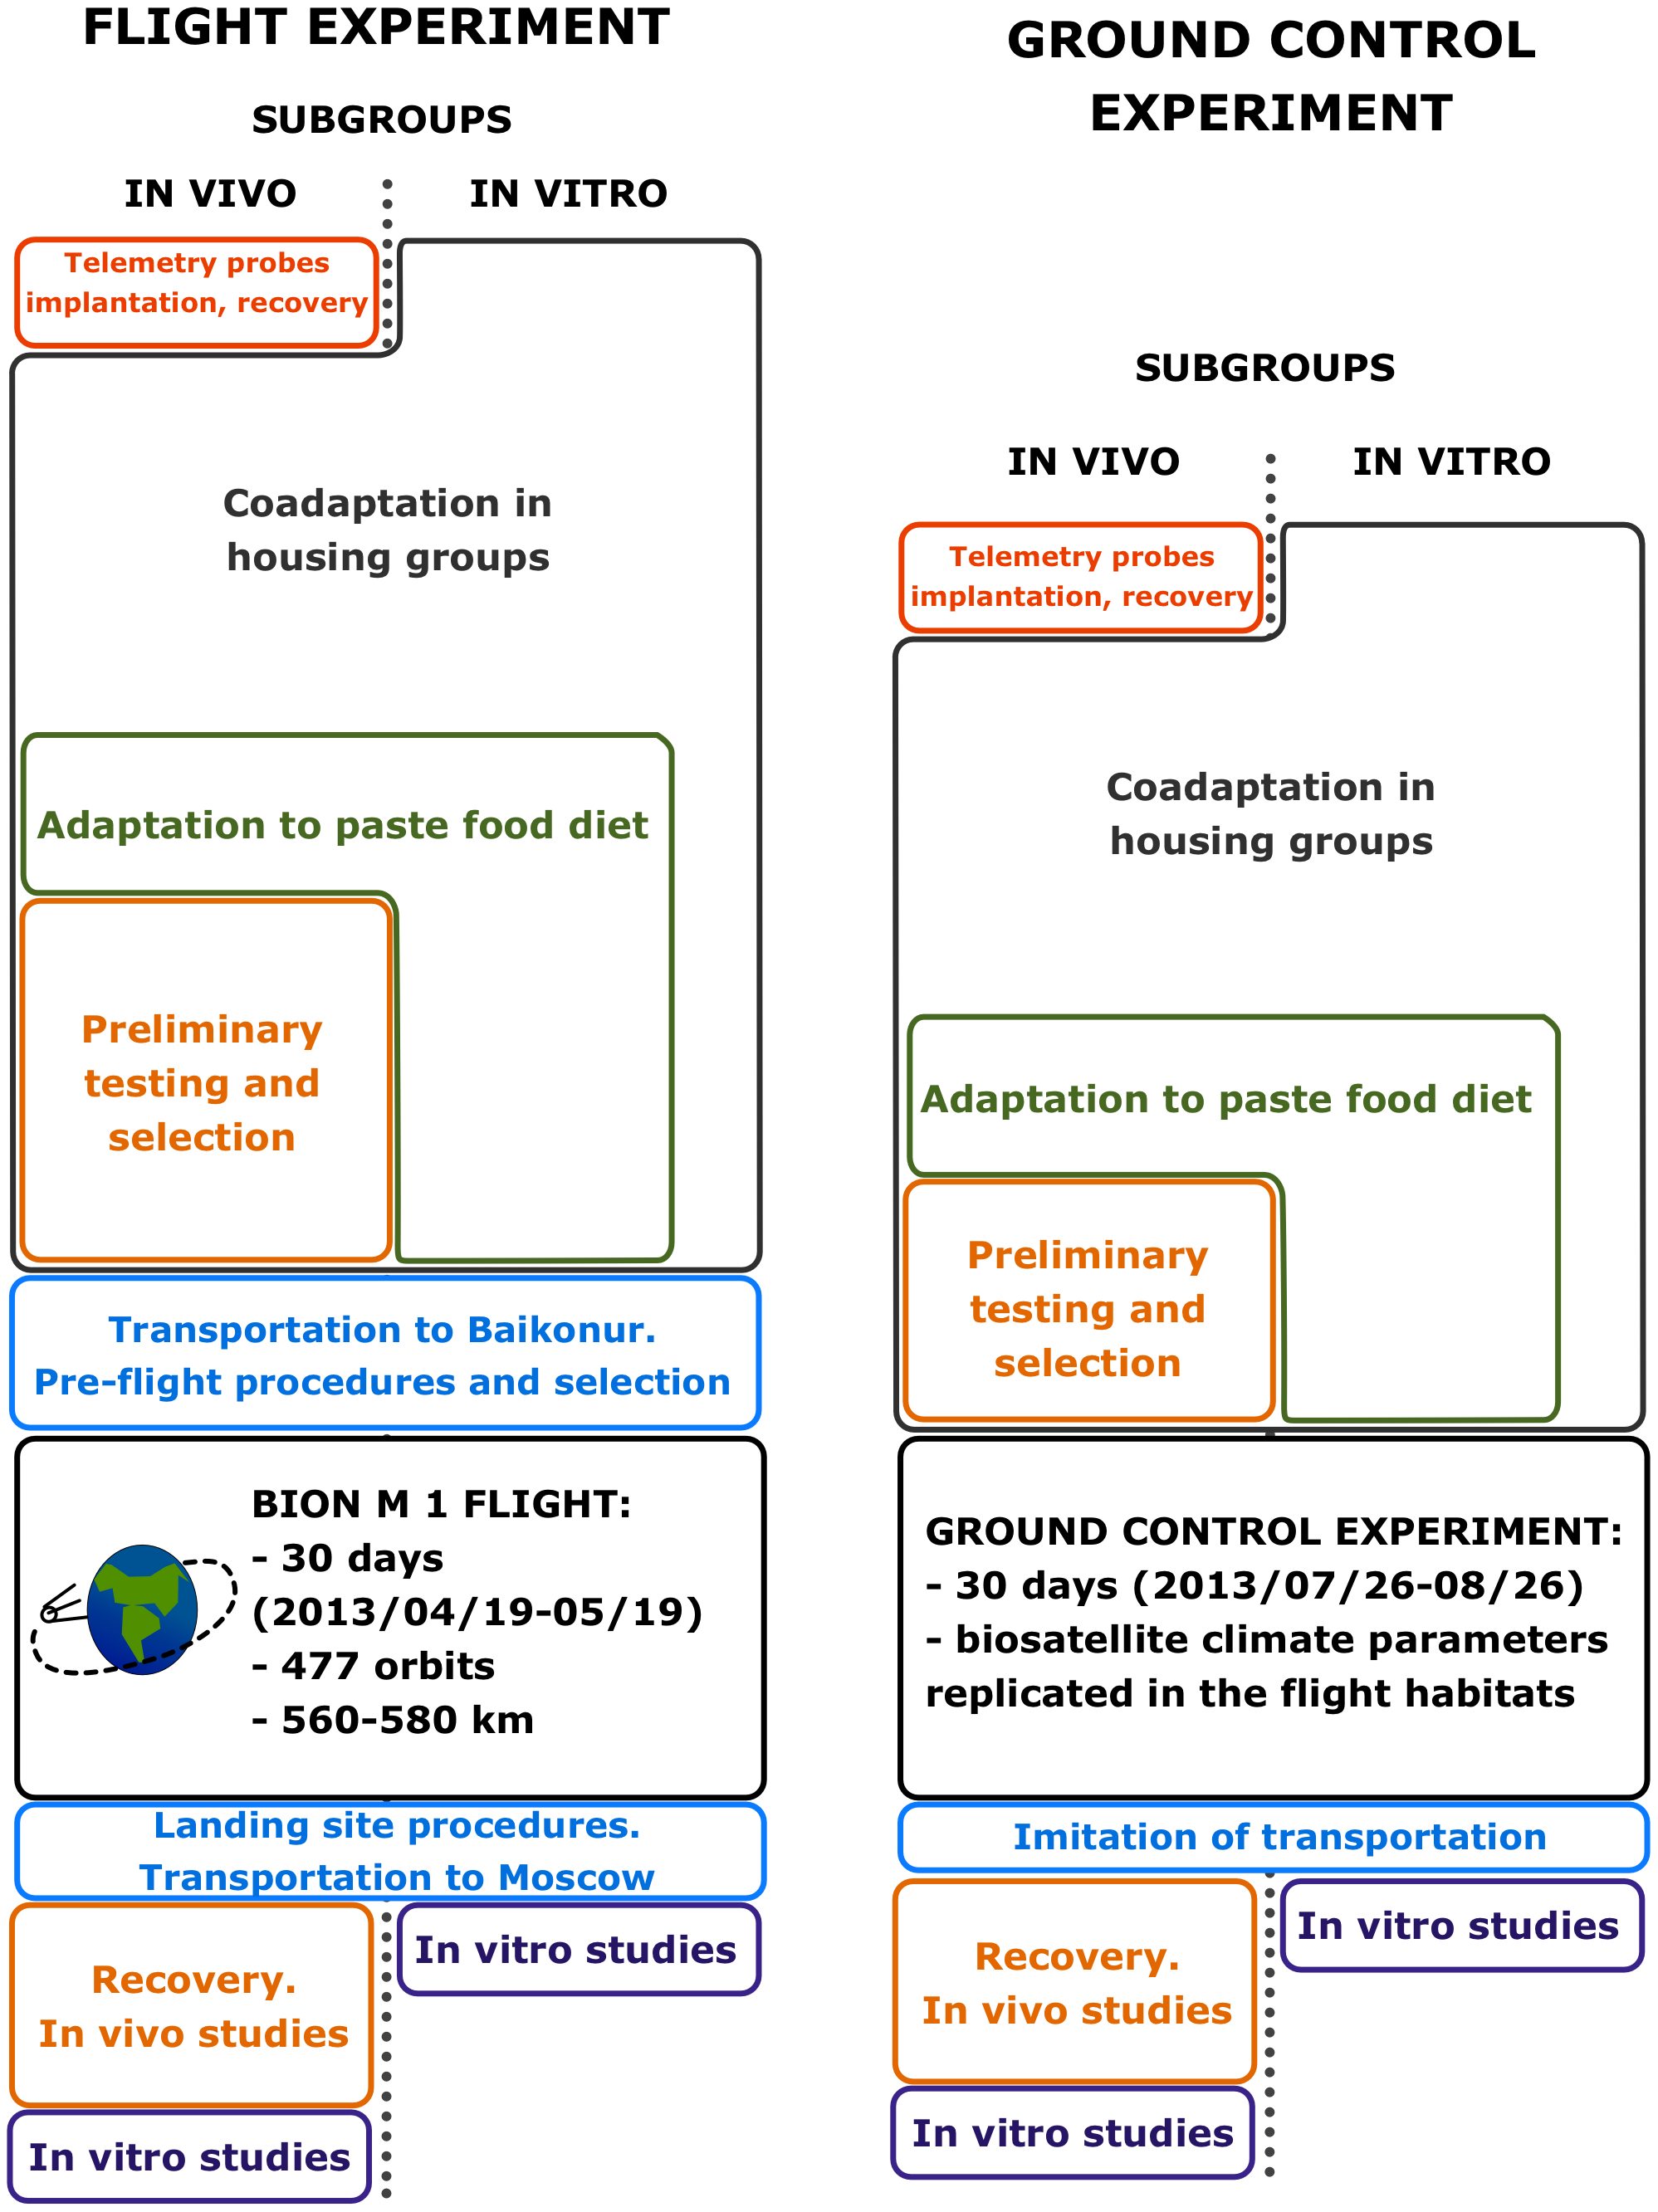 FLIGHT EXPERIMENT
SUBGROUPS
IN VIVO
IN VITRO
Telemetry probes
implantation, recovery
Coadaptation in
housing groups
Adaptation to paste food diet
Preliminary
testing and
selection
Transportation to Baikonur.
Pre-flight procedures and selection
BION M 1 FLIGHT:
- 30 days
(2013/04/19-05/19)
- 477 orbits
- 560-580 km
Landing site procedures.
Transportation to Moscow
Recovery.
In vivo studies
In vitro studies
In vitro studies
GROUND CONTROL
EXPERIMENT
SUBGROUPS
IN VIVO
IN VITRO
Telemetry probes
implantation, recovery
Coadaptation in
housing groups
Adaptation to paste food diet
Preliminary
testing and
selection
GROUND CONTROL EXPERIMENT:
- 30 days (2013/07/26-08/26)
- biosatellite climate parameters
replicated in the flight habitats
Imitation of transportation
Recovery.
In vivo studies
In vitro studies
In vitro studies